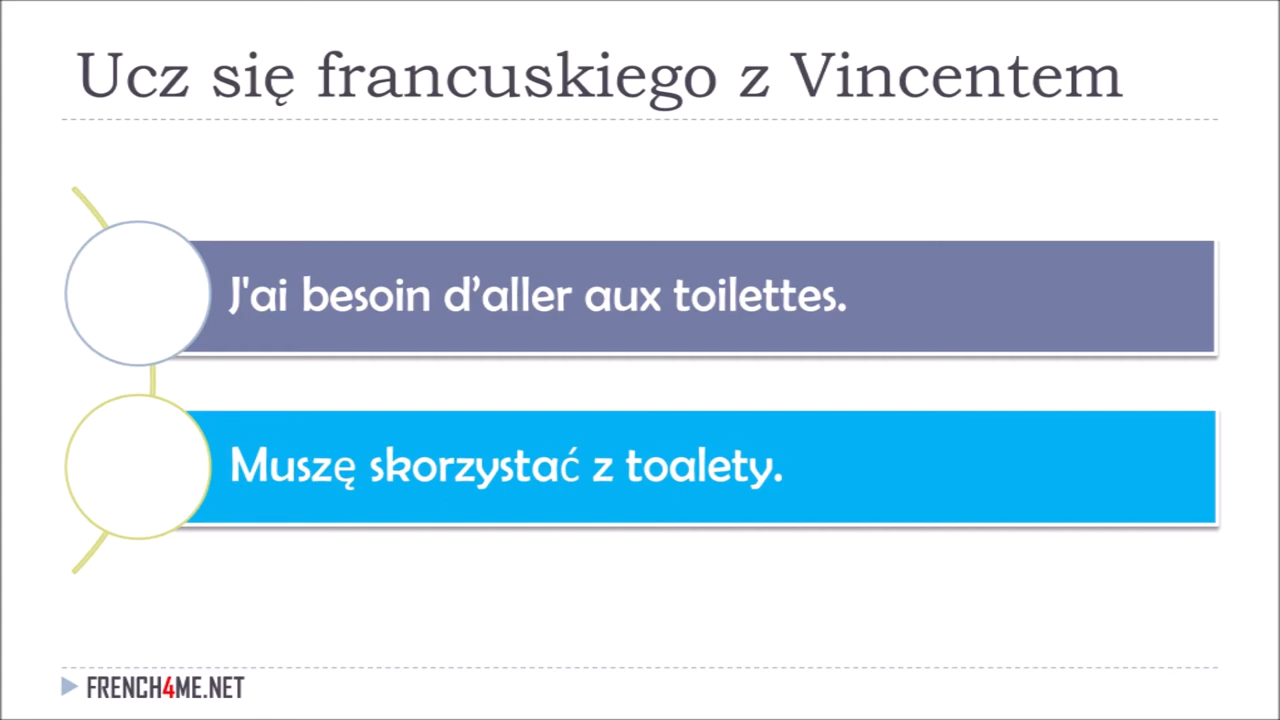 Ucz się francuskiego z Vincentem
J'ai besoin d’aller aux toilettes.
Muszę skorzystać z toalety.
FRENCH4ME.NET